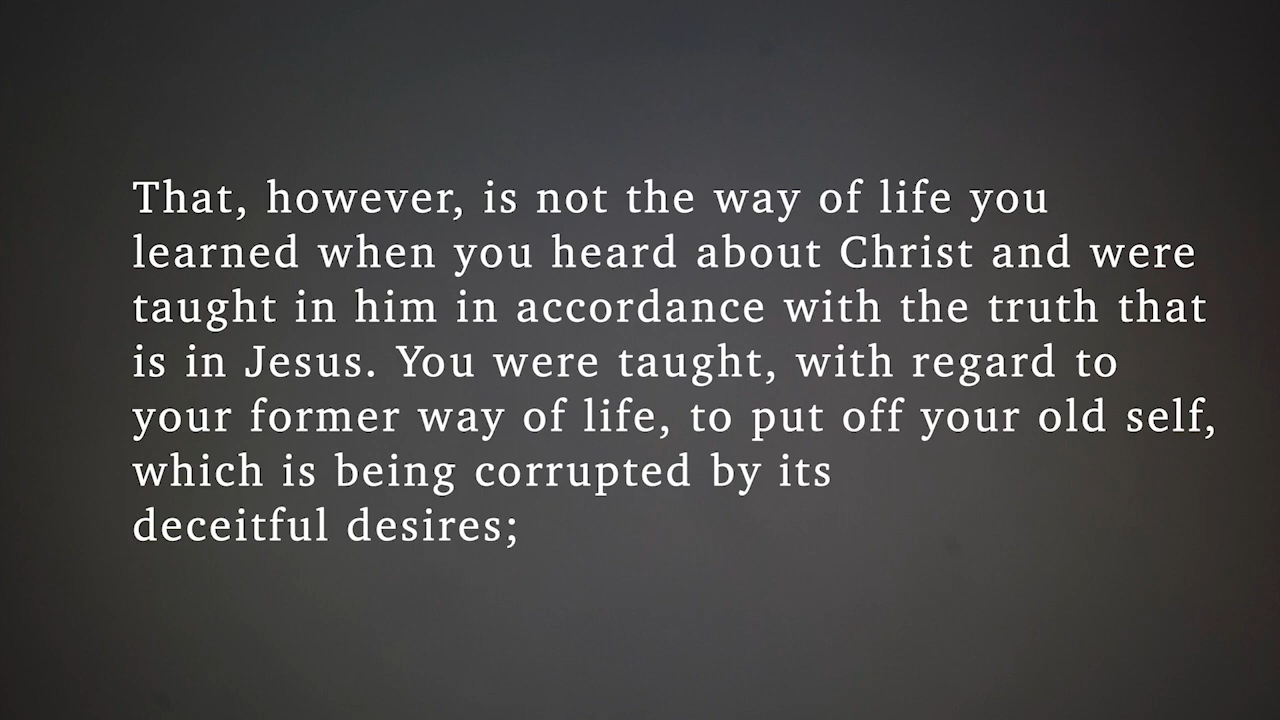 That, however, is not the way of life you
learned when you heard about Christ and were
taught in him in accordance with the truth that
is in Jesus. You were taught, with regard to
your former way of life, to put off your old self,
which is being corrupted by its
deceitful desires;